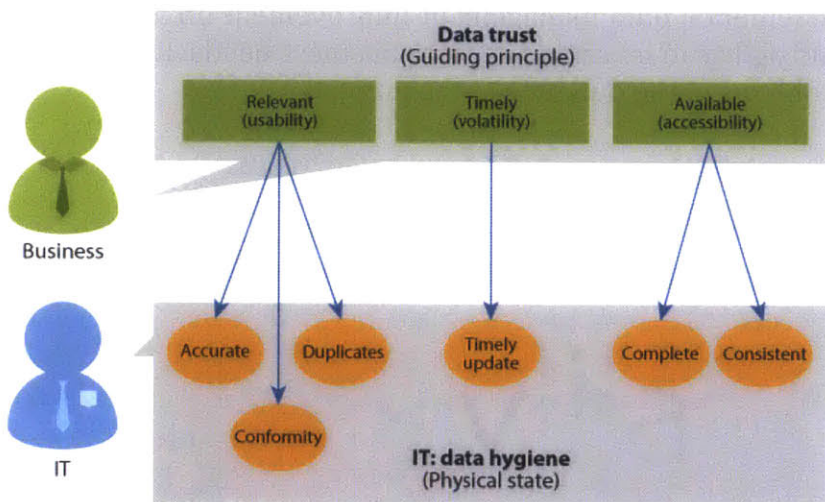 Data trust
(Guiding principle)
Relevant
(usability)
Timely
(volatility)
Available
(accessibility)
Business
Accurate
Duplicates
Timely
update
Complete
Consistent
Conformity
IT
IT: data hygiene
(Physical state)